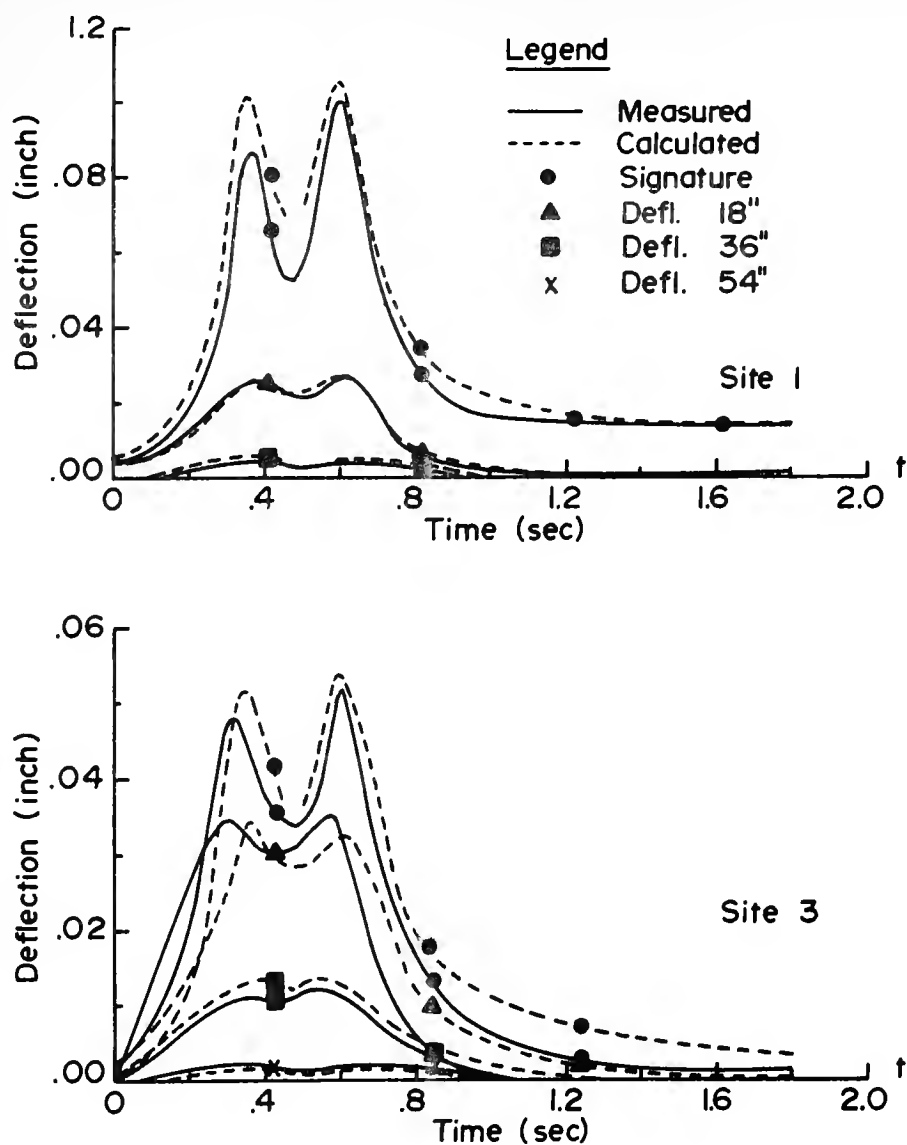 1.2
Legend
Measured
Calculated
Signature
Defl. 18"
Defl. 36"
Defl. 54"
.08
.04
.00
Deflection (inch)
Site 1
0 .4 .8 1.2 1.6 2.0 t
Time (sec)
.06
.04
.02
.00
Deflection (inch)
Site 3
0 .4 .8 1.2 1.6 2.0 t
Time (sec)